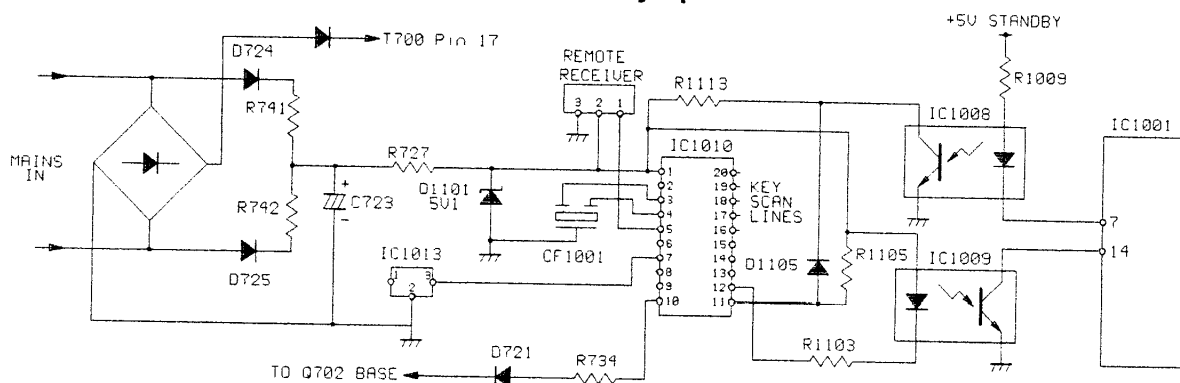 +5V STANDBY
D724
T700 Pin 17
REMOTE
RECEIVER
3 2 1
R1113
R1009
IC1008
IC1001
R741
IC1010
MAINS
IN
R727
D1101
5V1
R742
C723
+
-
1 20
2 19
3 18
4 17
5 16
6 15
7 14
8 13
9 12
10 11
KEY
SCAN
LINES
7
14
D725
IC1013
1 3
2
CF1001
D1105
R1105
IC1009
D721
R734
R1103
TO Q702 BASE